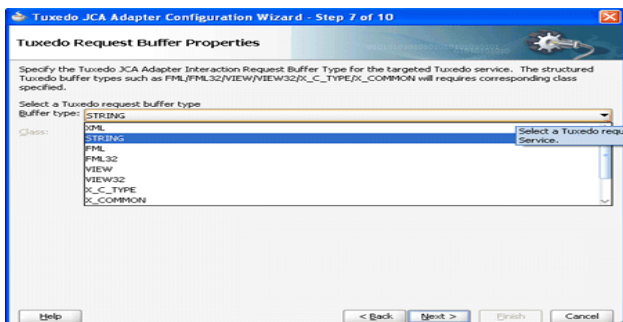 Tuxedo JCA Adapter Configuration Wizard - Step 7 of 10
Tuxedo Request Buffer Properties
Specify the Tuxedo JCA Adapter Interaction Request Buffer Type for the targeted Tuxedo service. The structured
Tuxedo buffer types such as FML/FML32/VIEW/VIEW32/X_C_TYPE/X_COMMON will requires corresponding class
specified.
Select a Tuxedo request buffer type
Buffer type: STRING
XML
Class:
STRING
Select a Tuxedo requ
Service.
FML
FML32
VIEW
VIEW32
X_C_TYPE
X_COMMON
Help
< Back
Next >
Finish
Cancel